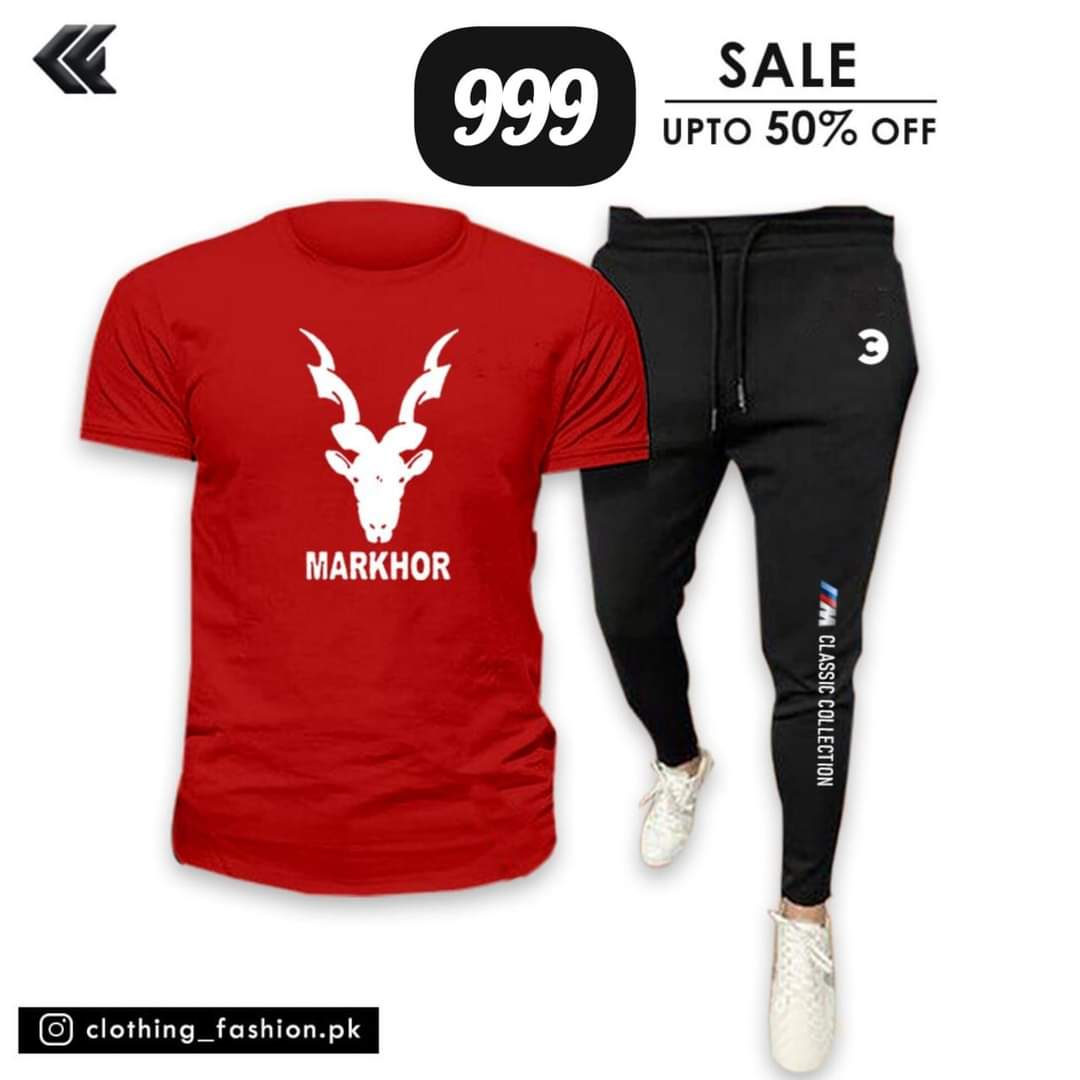 999
SALE
UPTO 50% OFF
MARKHOR
M CLASSIC COLLECTION
clothing_fashion.pk